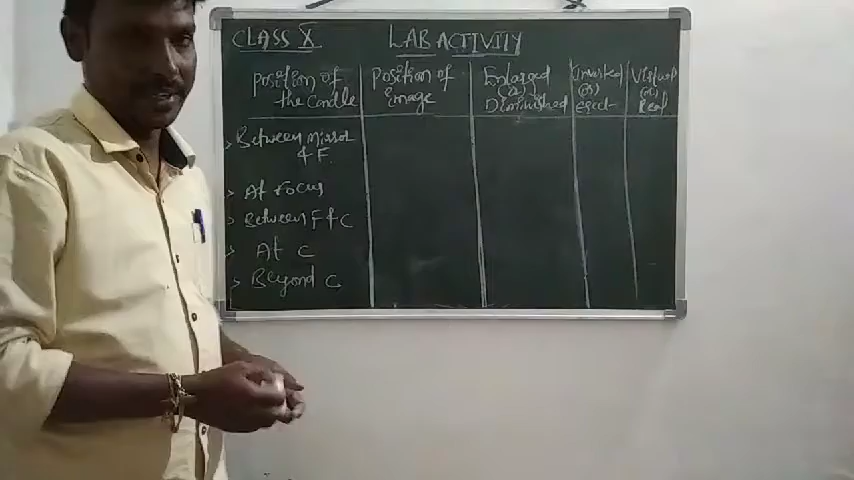 CLASS X
LAB ACTIVITY
Position of
the Candle
Position of
Image
Enlarged
(or)
Diminished
Inverted
(or)
erect
Virtual
(or)
Real
Between Mirror
& F.
At Focus
Between F & C
At C
Beyond C